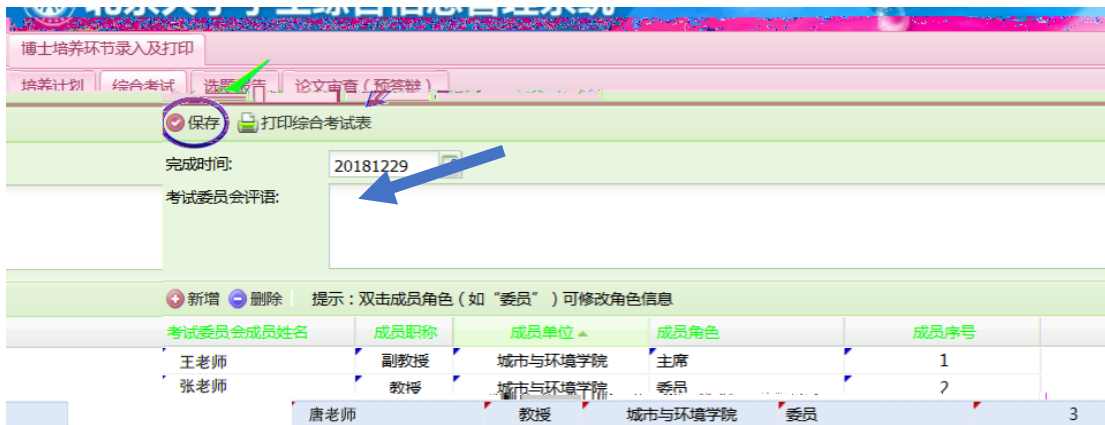 博士培养环节录入及打印
培养计划 综合考试 选题报告 论文审查（预答辩）
保存 打印综合考试表
完成时间: 20181229
考试委员会评语:
新增 删除 提示：双击成员角色（如“委员”）可修改角色信息
考试委员会成员姓名 成员职称 成员单位 成员角色 成员序号
王老师 副教授 城市与环境学院 主席 1
张老师 教授 城市与环境学院 委员 2
唐老师 教授 城市与环境学院 委员 3